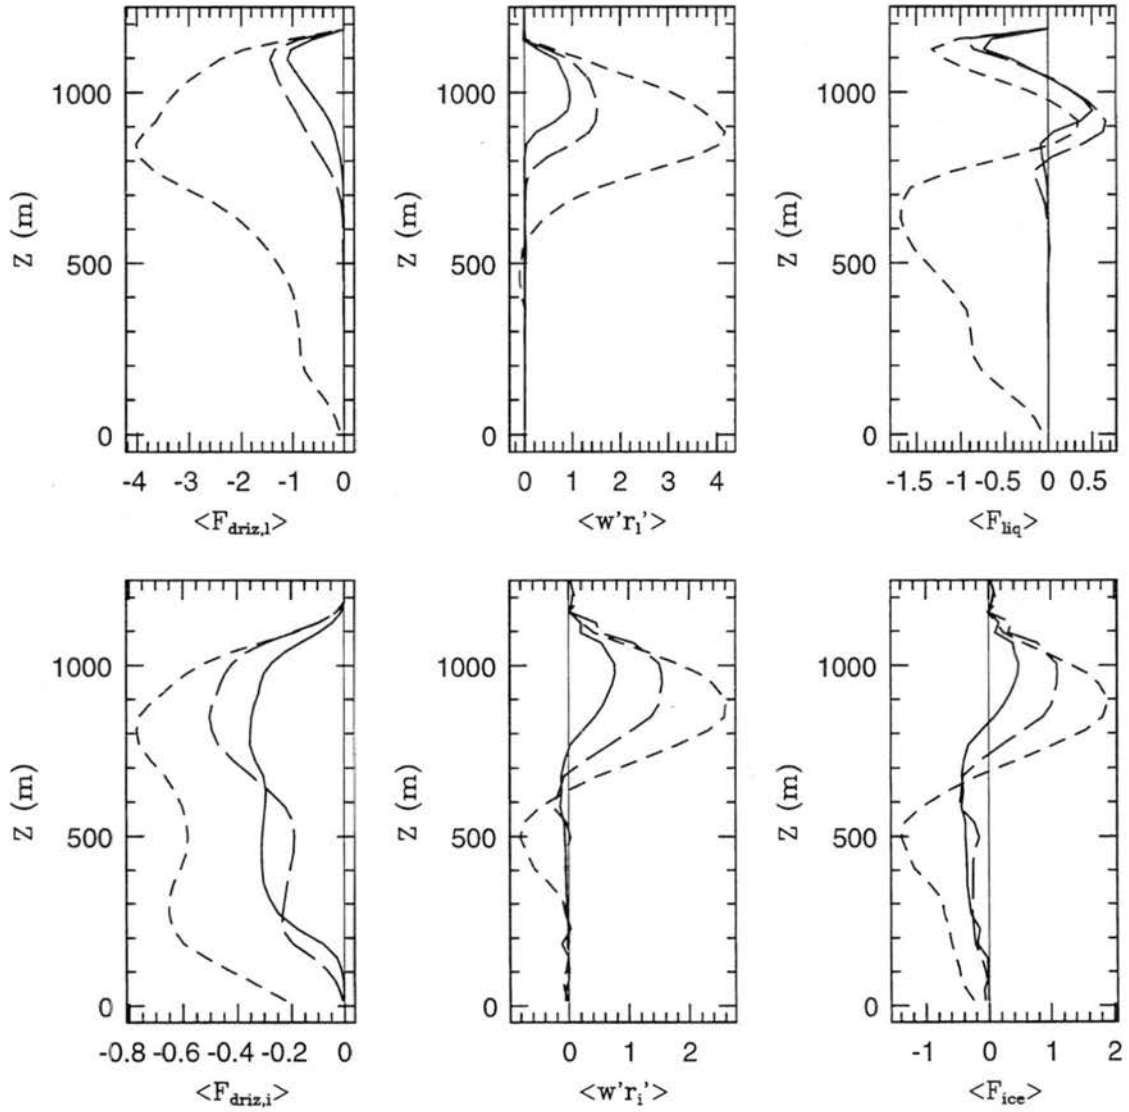 1000
500
0
Z (m)
-4 -3 -2 -1 0
<F_driz,l>
1000
500
0
Z (m)
0 1 2 3 4
<w'r_l'>
1000
500
0
Z (m)
-1.5 -1 -0.5 0 0.5
<F_liq>
1000
500
0
Z (m)
-0.8 -0.6 -0.4 -0.2 0
<F_driz,i>
1000
500
0
Z (m)
0 1 2
<w'r_i'>
1000
500
0
Z (m)
-1 0 1 2
<F_ice>